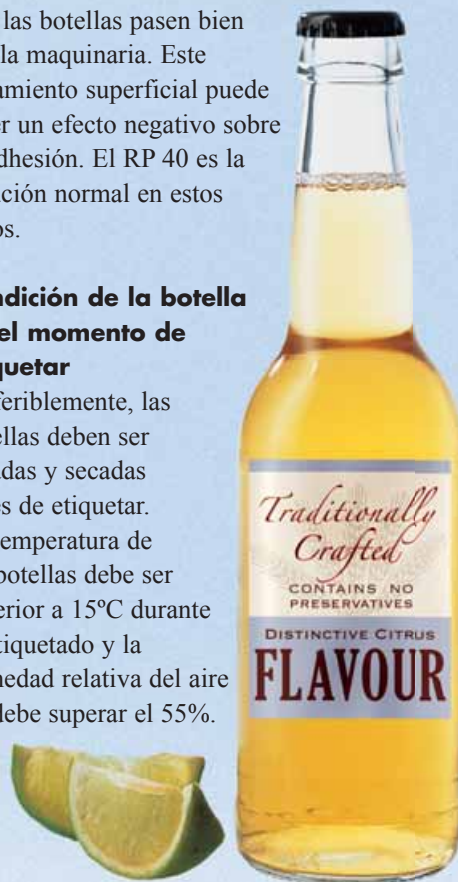 las botellas pasen bien
la maquinaria. Este
amiento superficial puede
er un efecto negativo sobre
dhesión. El RP 40 es la
ción normal en estos
os.
ndición de la botella
el momento de
quetar
feriblemente, las
ellas deben ser
adas y secadas
es de etiquetar.
emperatura de
botellas debe ser
erior a 15ºC durante
tiquetado y la
medad relativa del aire
debe superar el 55%.
Traditionally
Crafted
CONTAINS NO
PRESERVATIVES
DISTINCTIVE CITRUS
FLAVOUR